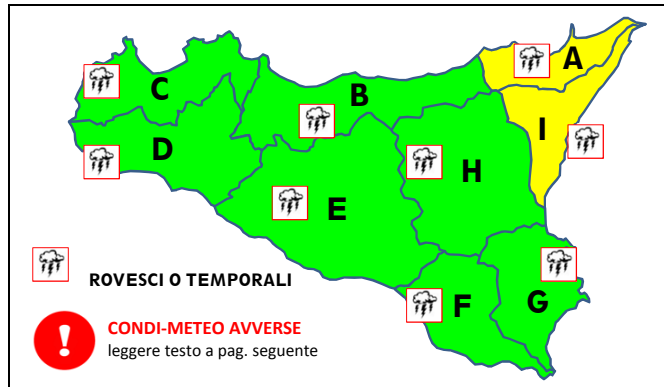 A
C
B
I
D
H
E
ROVESCI O TEMPORALI
F
G
CONDI-METEO AVVERSE
leggere testo a pag. seguente